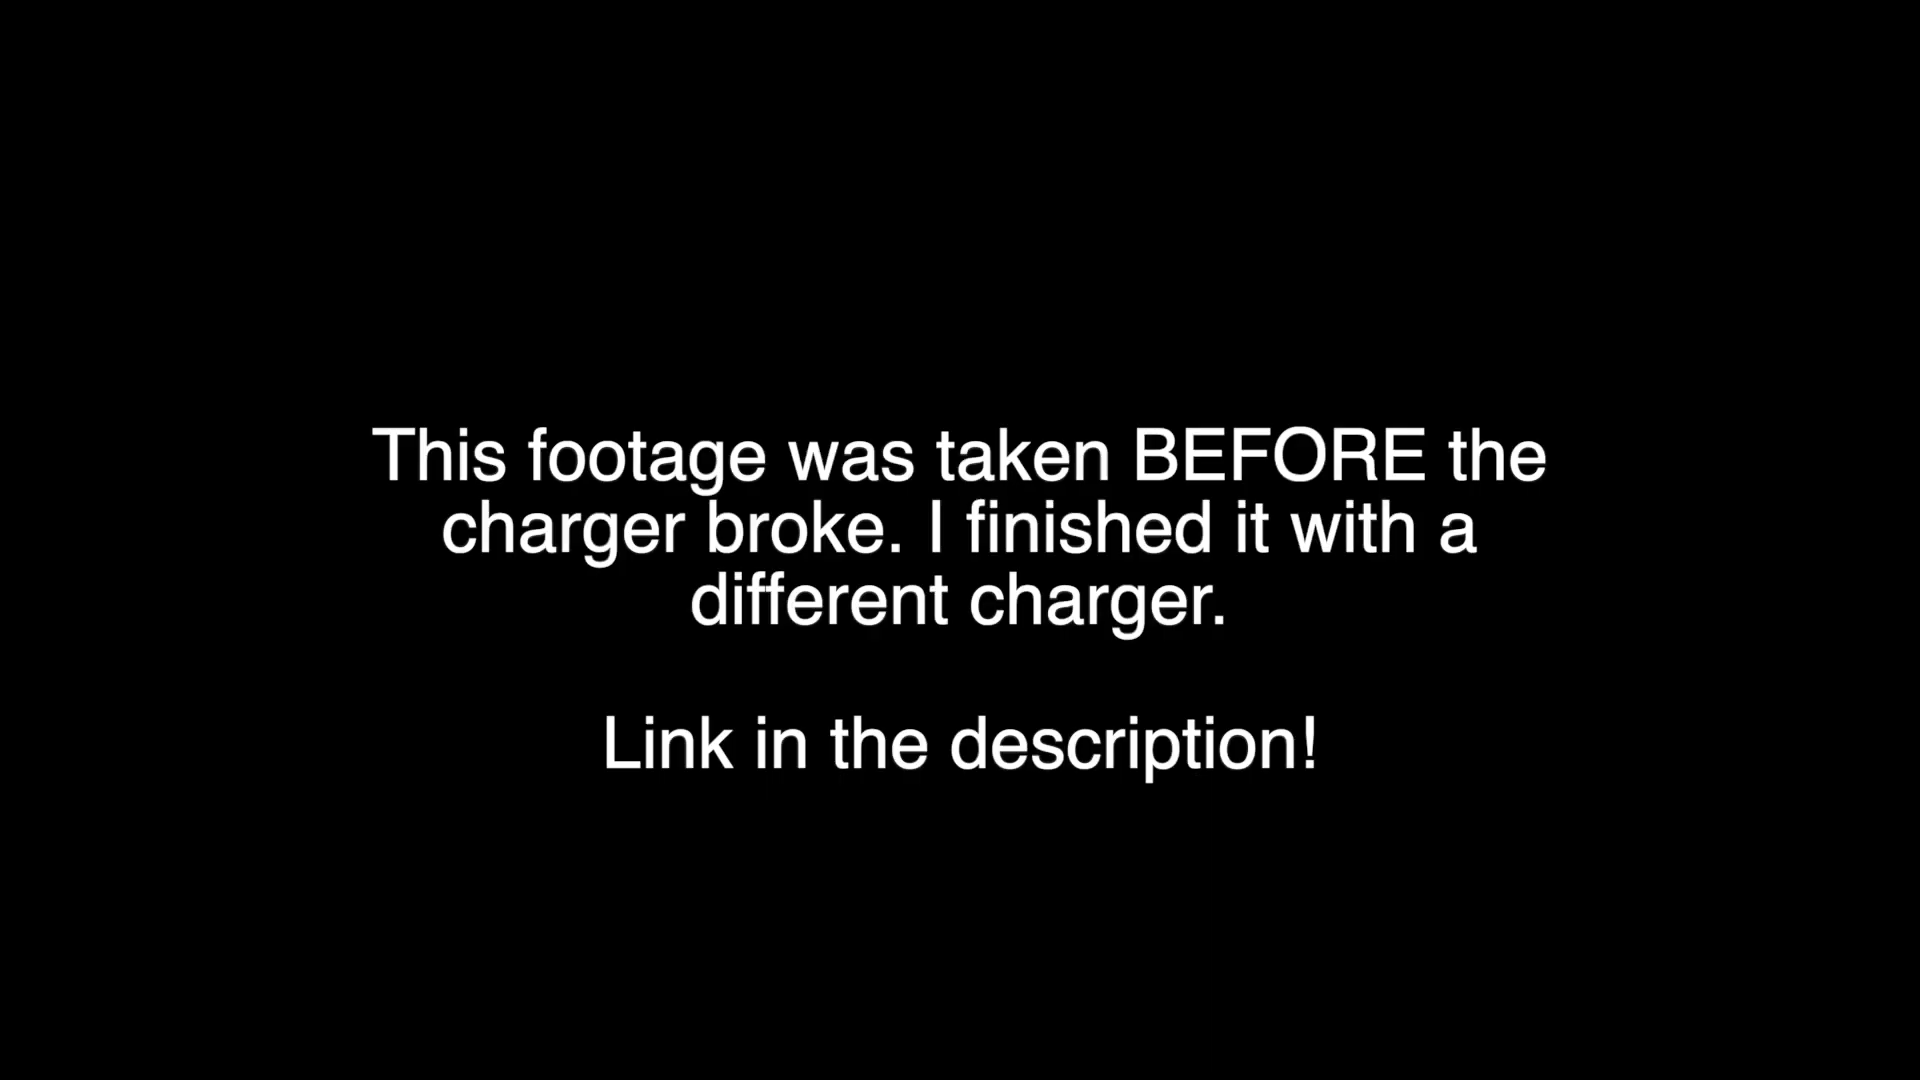 This footage was taken BEFORE the
charger broke. I finished it with a
different charger.
Link in the description!